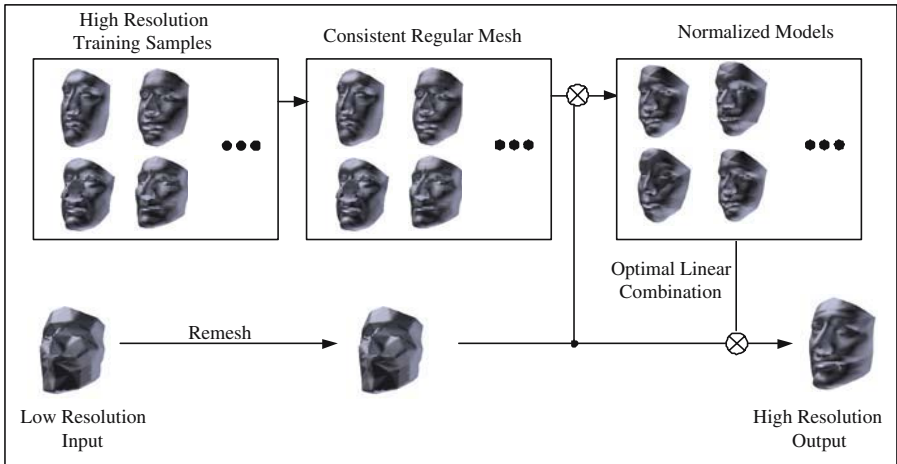 High Resolution
Training Samples
Consistent Regular Mesh
Normalized Models
Optimal Linear
Combination
Remesh
Low Resolution
Input
High Resolution
Output